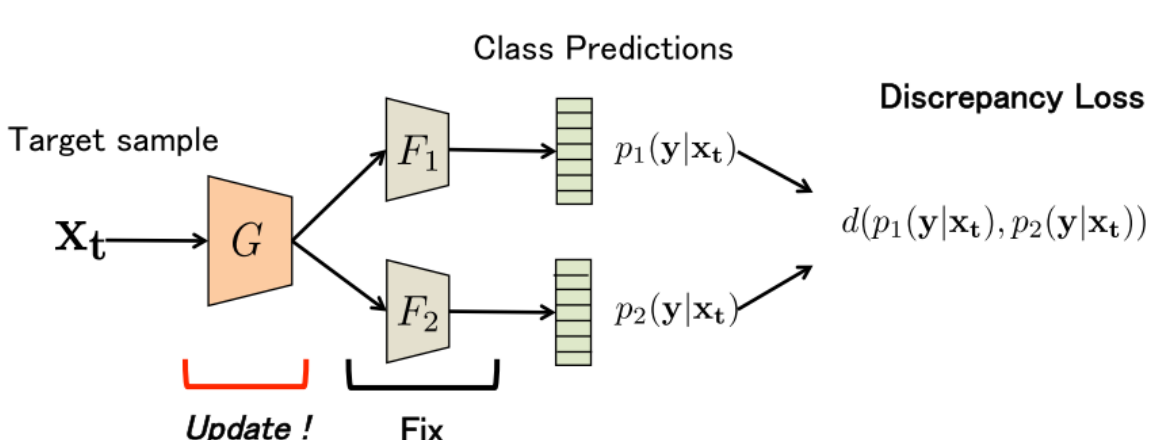 Class Predictions
Discrepancy Loss
Target sample
F₁
p₁(y|xₜ)
xₜ
G
d(p₁(y|xₜ), p₂(y|xₜ))
F₂
p₂(y|xₜ)
Update !
Fix